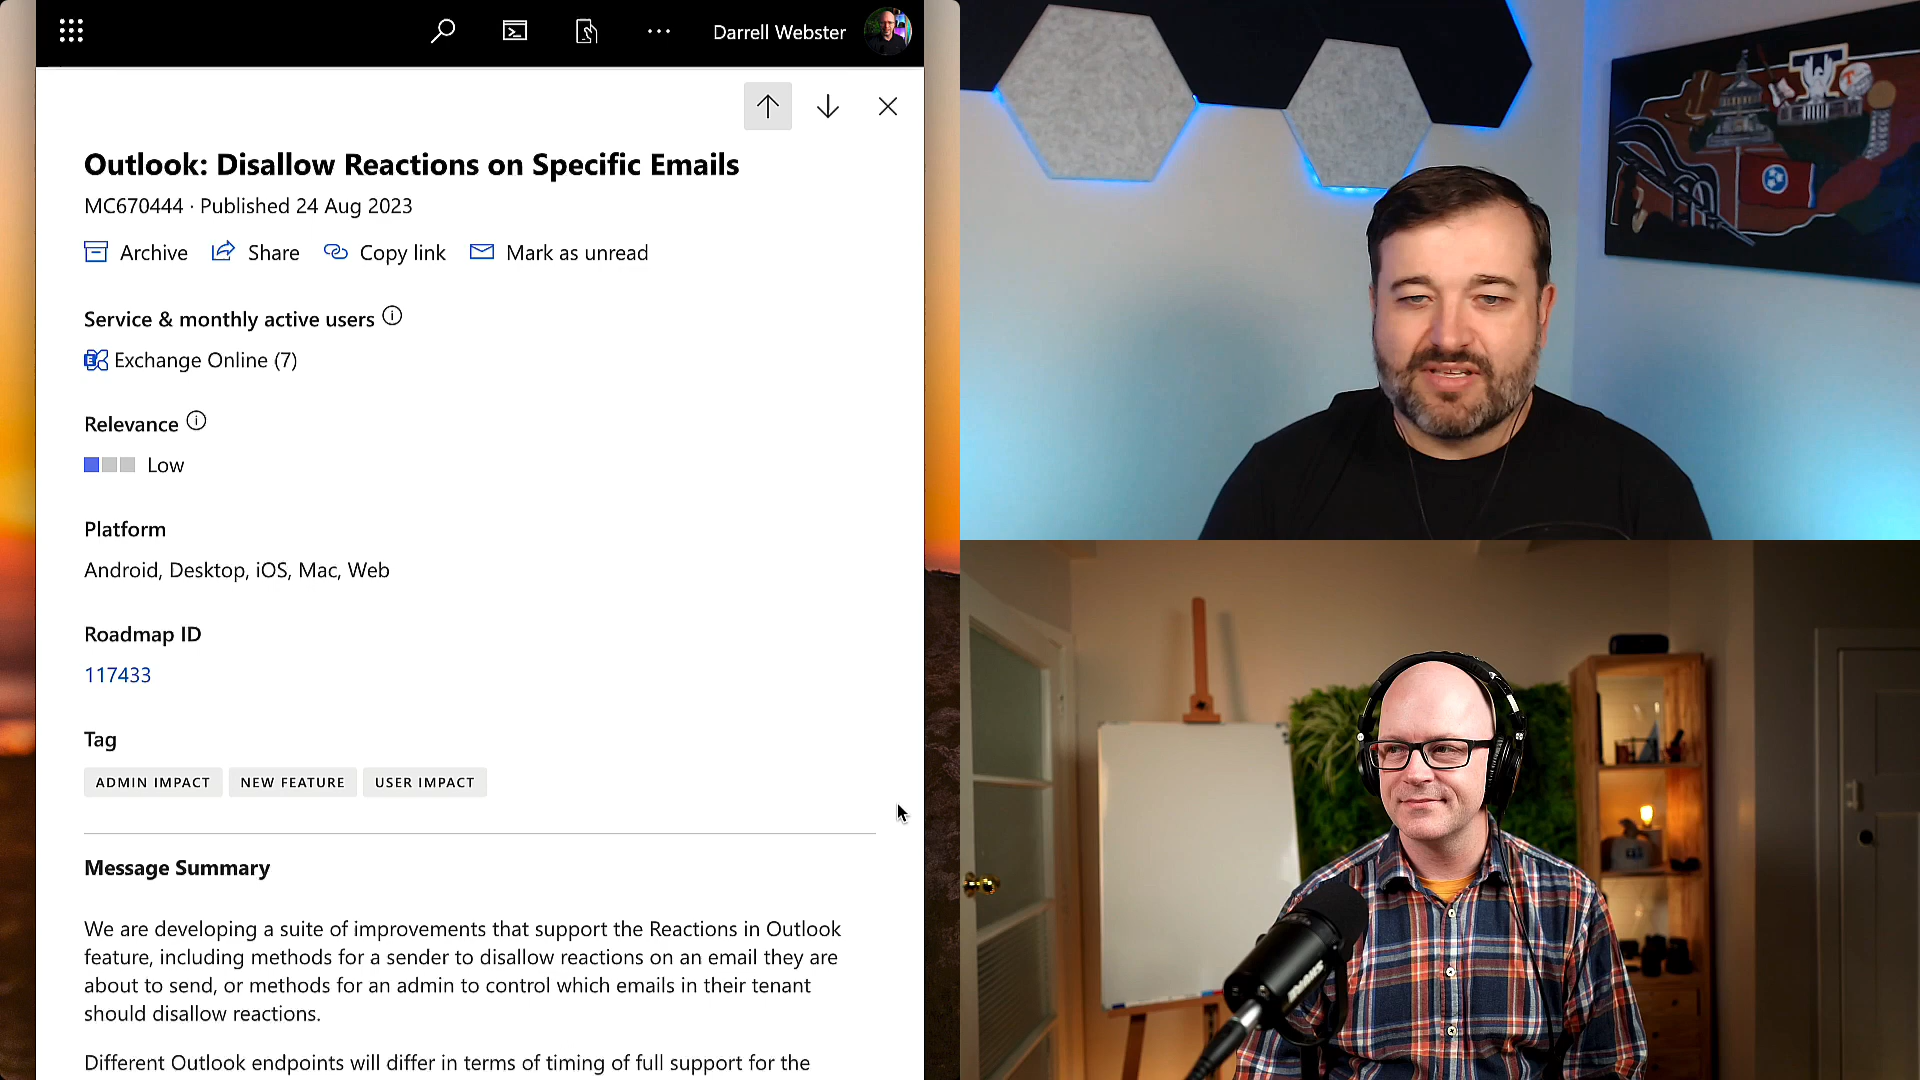 Darrell Webster
Outlook: Disallow Reactions on Specific Emails
MC670444 · Published 24 Aug 2023
Archive Share Copy link Mark as unread
Service & monthly active users
Exchange Online (7)
Relevance
Low
Platform
Android, Desktop, iOS, Mac, Web
Roadmap ID
117433
Tag
ADMIN IMPACT NEW FEATURE USER IMPACT
Message Summary
We are developing a suite of improvements that support the Reactions in Outlook
feature, including methods for a sender to disallow reactions on an email they are
about to send, or methods for an admin to control which emails in their tenant
should disallow reactions.
Different Outlook endpoints will differ in terms of timing of full support for the